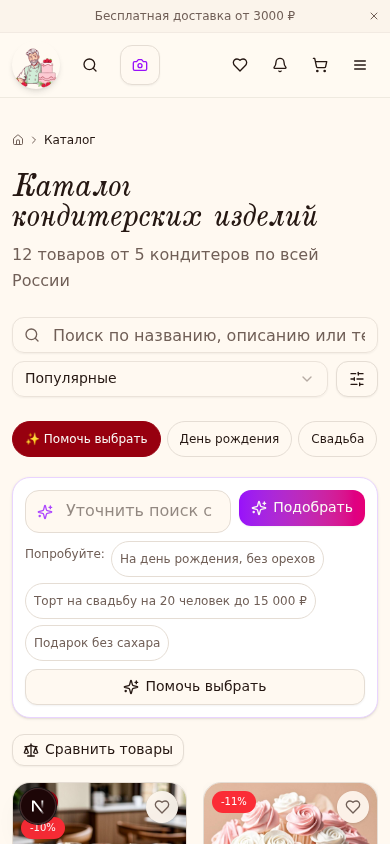 Бесплатная доставка от 3000 ₽
Каталог
Каталог
кондитерских изделий
12 товаров от 5 кондитеров по всей
России
Поиск по названию, описанию или те
Популярные
✨ Помочь выбрать
День рождения
Свадьба
Уточнить поиск с
Подобрать
Попробуйте:
На день рождения, без орехов
Торт на свадьбу на 20 человек до 15 000 ₽
Подарок без сахара
Помочь выбрать
Сравнить товары
N
-10%
-11%